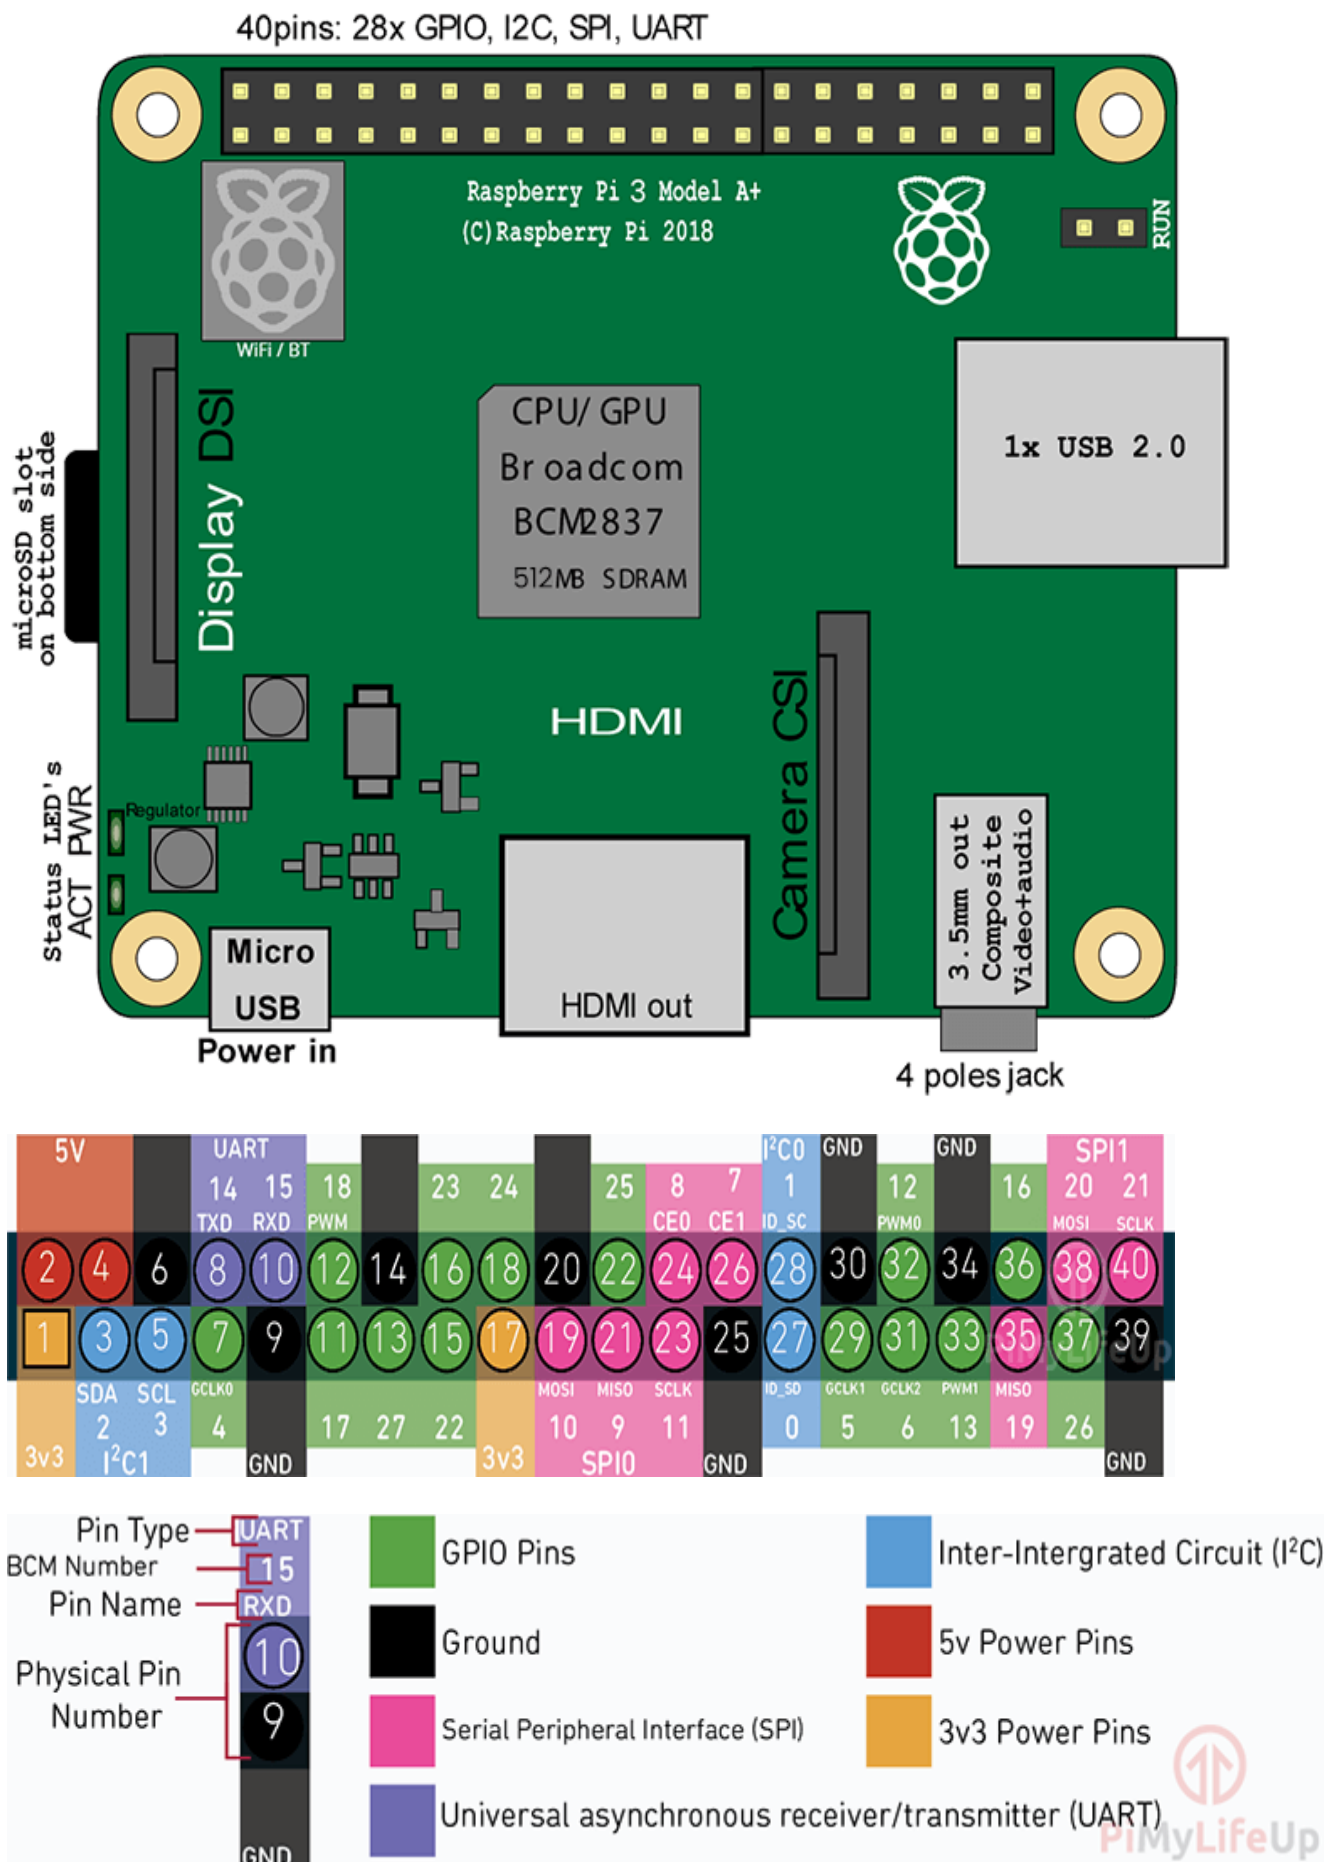 40pins: 28x GPIO, I2C, SPI, UART
Raspberry Pi 3 Model A+
(C)Raspberry Pi 2018
RUN
WiFi / BT
Display DSI
microSD slot
on bottom side
CPU/ GPU
Broadcom
BCM2837
512MB SDRAM
1x USB 2.0
HDMI
Camera CSI
Status LED's
ACT PWR
Regulator
3.5mm out
Composite
Video+audio
Micro
USB
Power in
HDMI out
4 poles jack
5V UART I²C0 GND GND SPI1
14 15 18 23 24 25 8 7 1 12 16 20 21
TXD RXD PWM CE0 CE1 ID_SC PWM0 MOSI SCLK
2 4 6 8 10 12 14 16 18 20 22 24 26 28 30 32 34 36 38 40
1 3 5 7 9 11 13 15 17 19 21 23 25 27 29 31 33 35 37 39
PiMyLifeUp
SDA SCL GCLK0 MOSI MISO SCLK ID_SD GCLK1 GCLK2 PWM1 MISO
2 3 4 17 27 22 10 9 11 0 5 6 13 19 26
3v3 I²C1 GND 3v3 SPI0 GND GND
Pin Type
UART
BCM Number
15
Pin Name
RXD
Physical Pin
Number
10
9
GND
GPIO Pins
Inter-Intergrated Circuit (I²C)
Ground
5v Power Pins
Serial Peripheral Interface (SPI)
3v3 Power Pins
Universal asynchronous receiver/transmitter (UART)
PiMyLifeUp